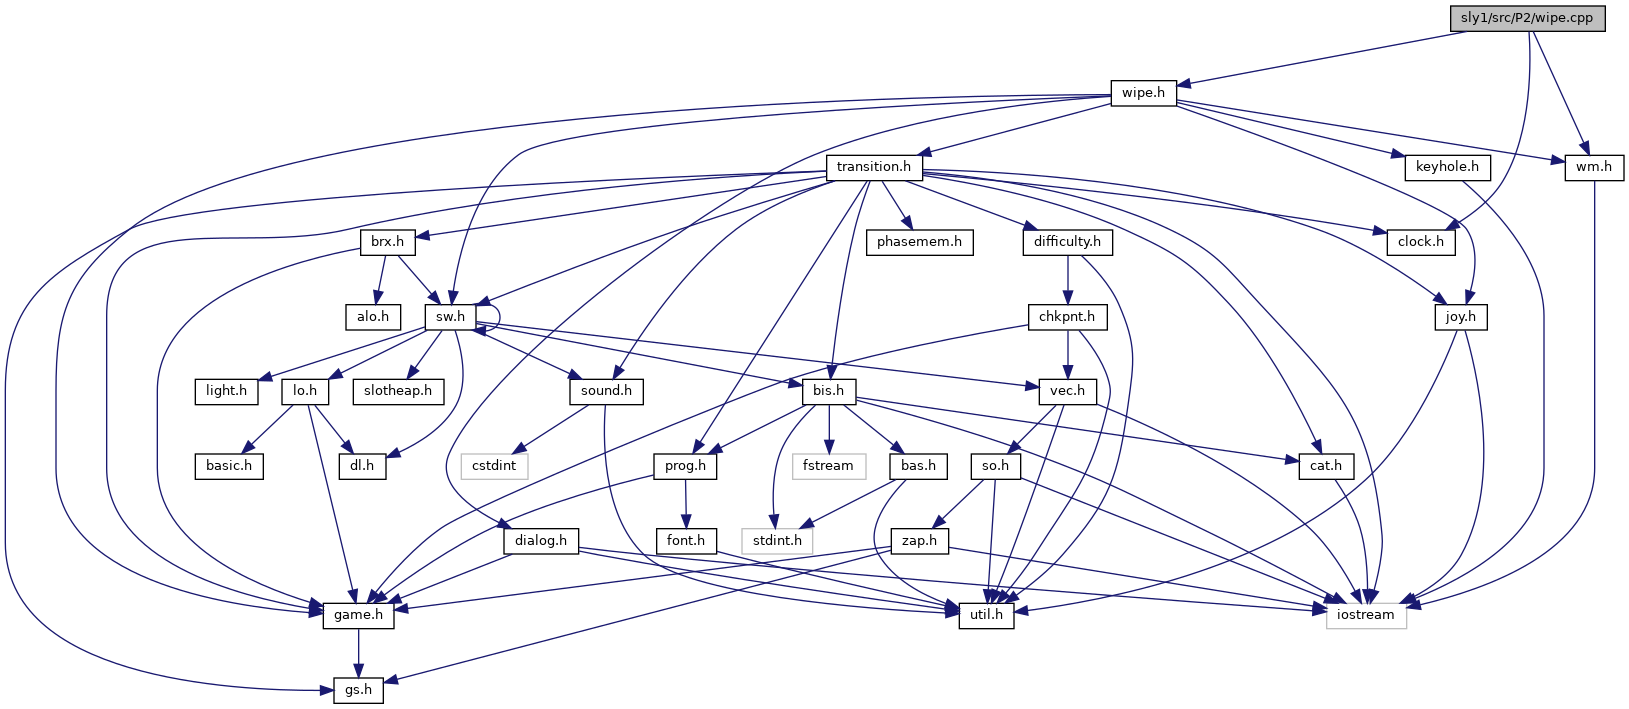 sly1/src/P2/wipe.cpp
wipe.h
transition.h
keyhole.h
wm.h
brx.h
phasemem.h
difficulty.h
clock.h
alo.h
sw.h
chkpnt.h
joy.h
light.h
lo.h
slotheap.h
sound.h
bis.h
vec.h
basic.h
dl.h
cstdint
prog.h
fstream
bas.h
so.h
cat.h
dialog.h
font.h
stdint.h
zap.h
game.h
util.h
iostream
gs.h